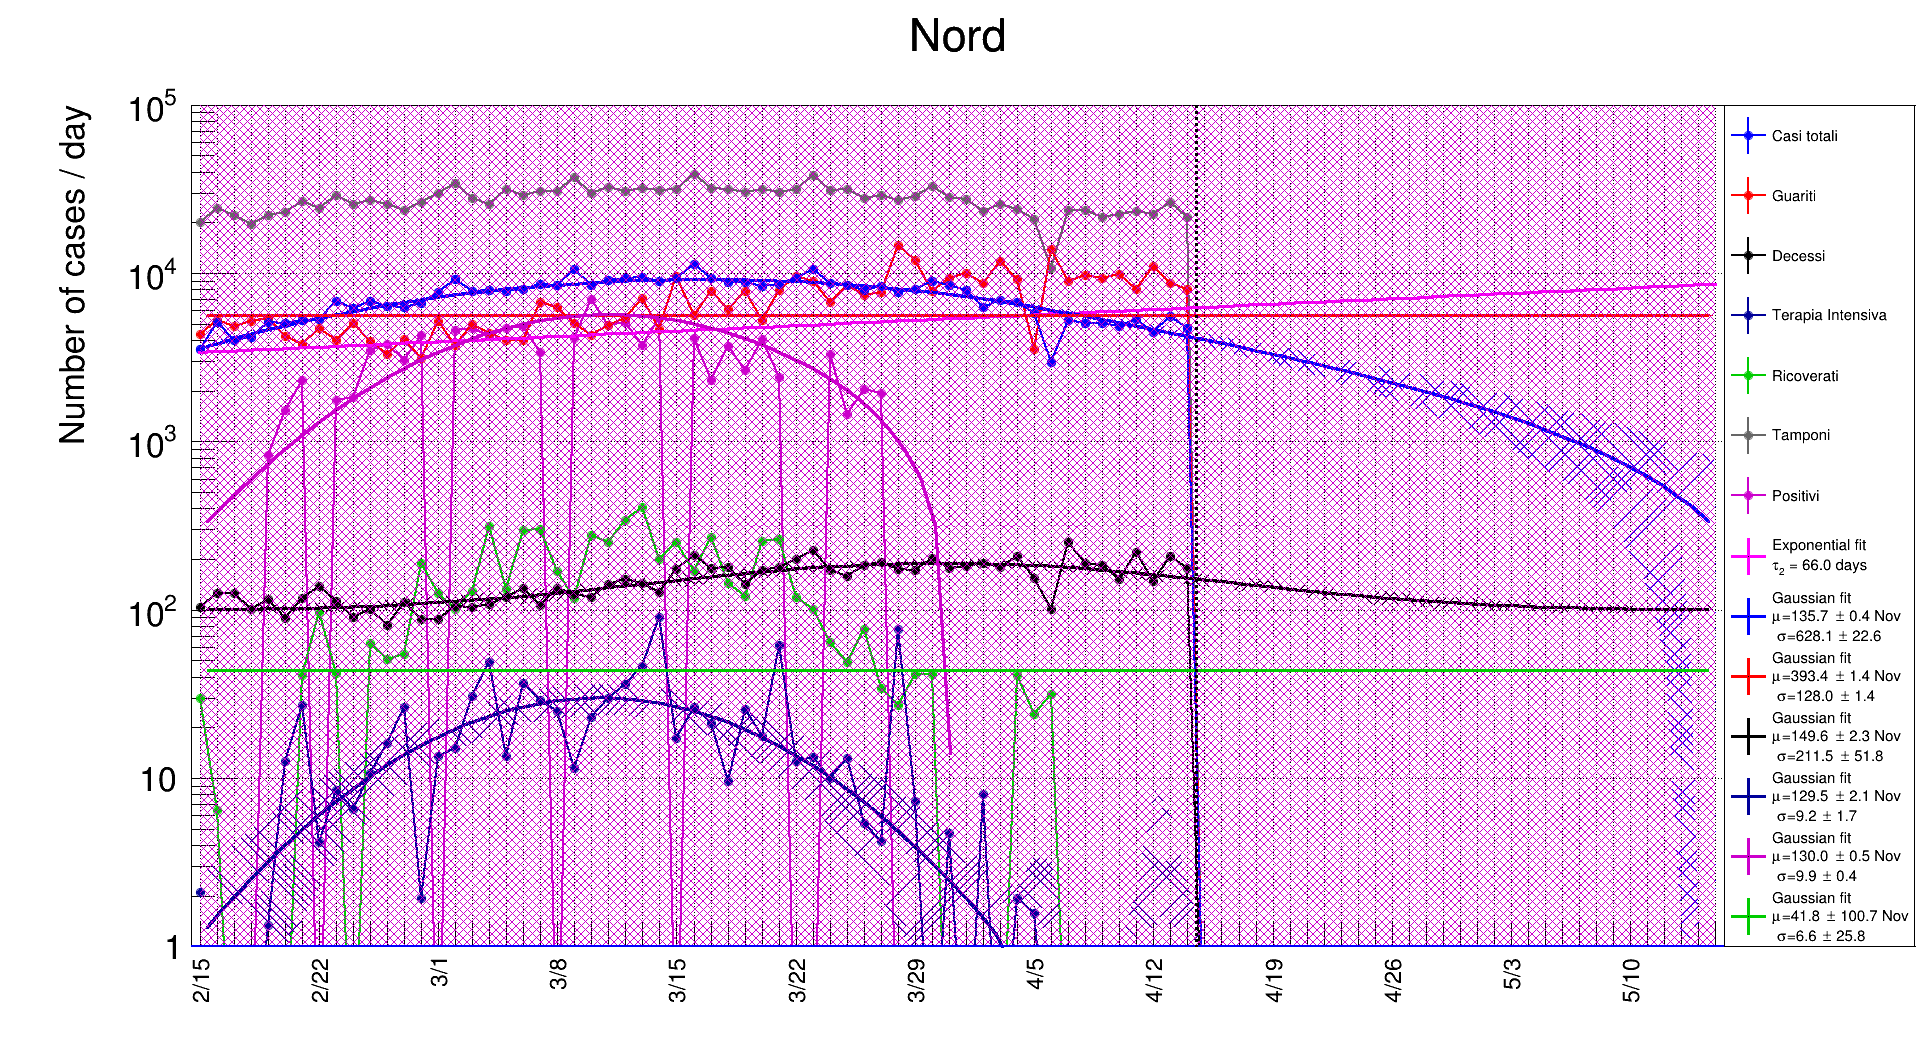 Nord
Number of cases / day
10⁵
10⁴
10³
10²
10
1
2/15
2/22
3/1
3/8
3/15
3/22
3/29
4/5
4/12
4/19
4/26
5/3
5/10
Casi totali
Guariti
Decessi
Terapia Intensiva
Ricoverati
Tamponi
Positivi
Exponential fit
τ₂ = 66.0 days
Gaussian fit
μ=135.7 ± 0.4 Nov
σ=628.1 ± 22.6
Gaussian fit
μ=393.4 ± 1.4 Nov
σ=128.0 ± 1.4
Gaussian fit
μ=149.6 ± 2.3 Nov
σ=211.5 ± 51.8
Gaussian fit
μ=129.5 ± 2.1 Nov
σ=9.2 ± 1.7
Gaussian fit
μ=130.0 ± 0.5 Nov
σ=9.9 ± 0.4
Gaussian fit
μ=41.8 ± 100.7 Nov
σ=6.6 ± 25.8